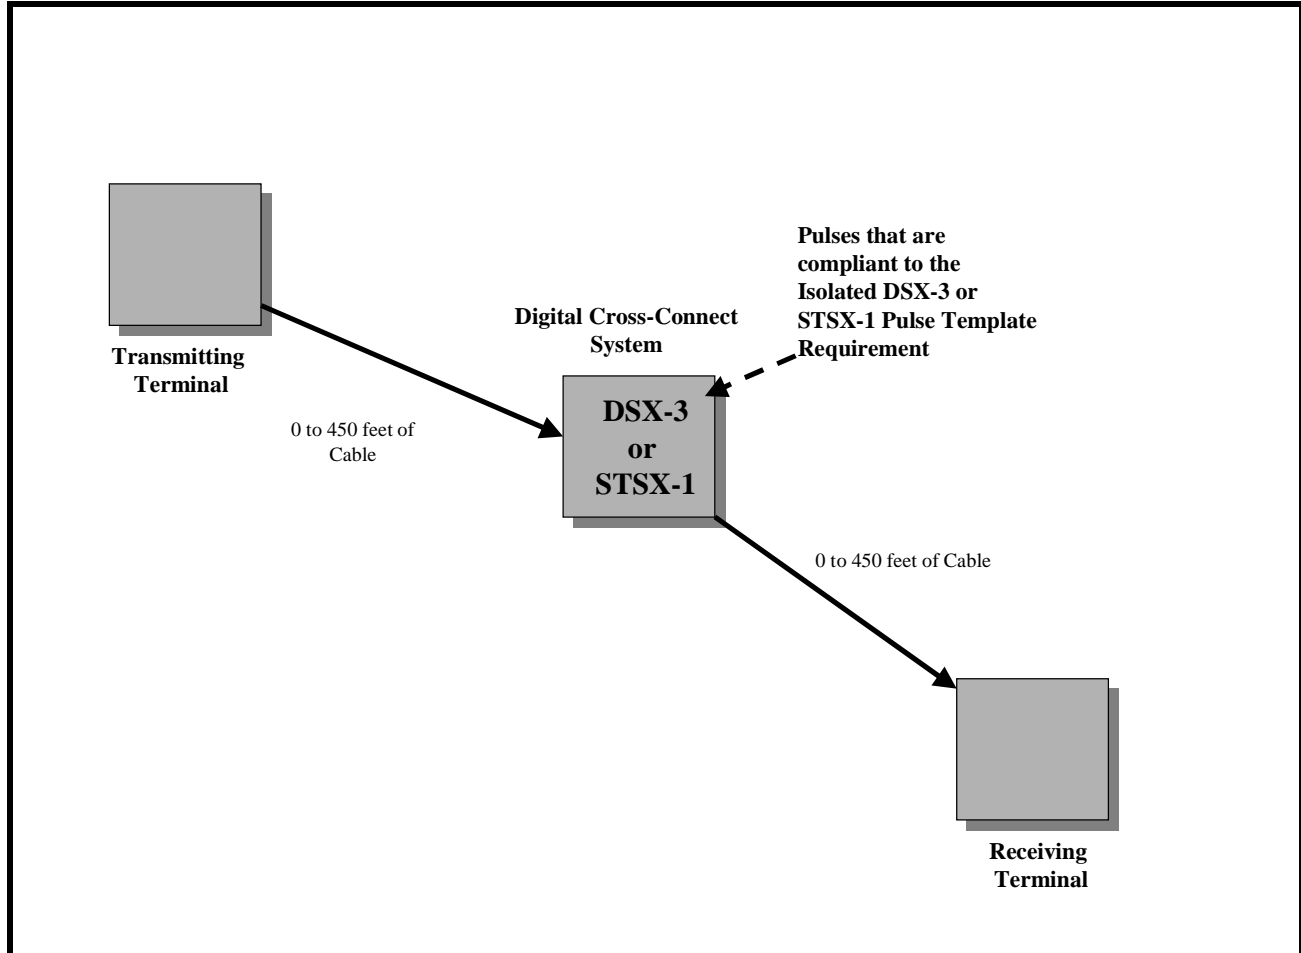 Pulses that are
compliant to the
Isolated DSX-3 or
STSX-1 Pulse Template
Requirement
Digital Cross-Connect
System
Transmitting
Terminal
DSX-3
or
STSX-1
0 to 450 feet of
Cable
0 to 450 feet of Cable
Receiving
Terminal